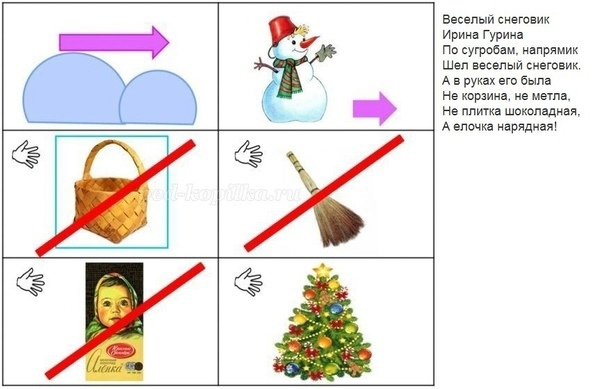 Веселый снеговик
Ирина Гурина
По сугробам, напрямик
Шел веселый снеговик.
А в руках его была
Не корзина, не метла,
Не плитка шоколадная,
А елочка нарядная!
Алёнка